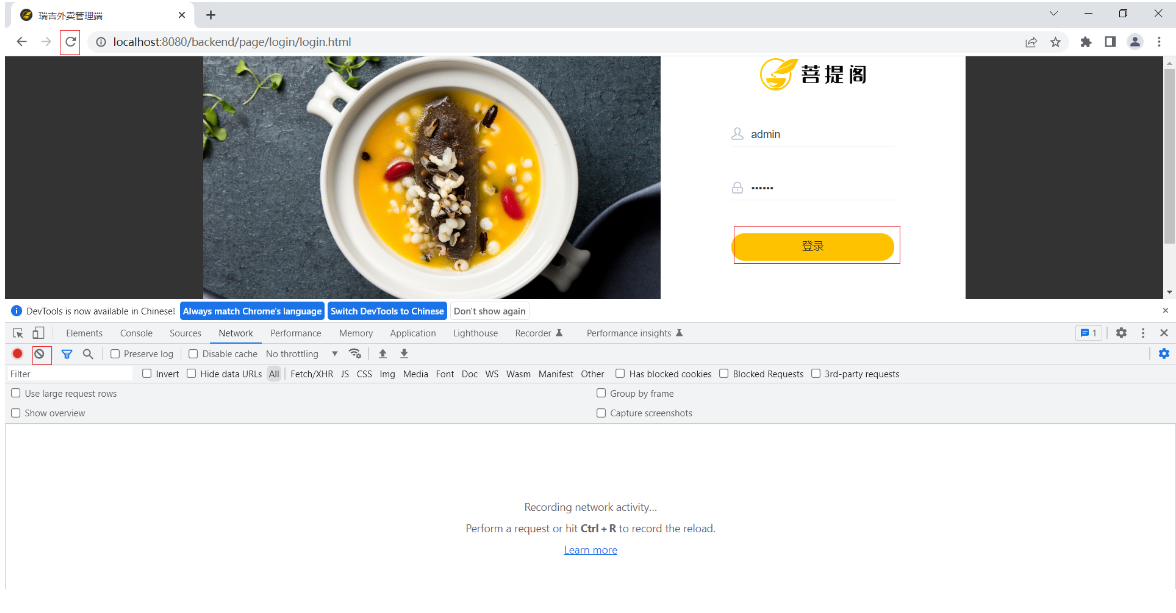 瑞吉外卖管理端
localhost:8080/backend/page/login/login.html
菩提阁
admin
••••••
登录
DevTools is now available in Chinese! Always match Chrome's language Switch DevTools to Chinese Don't show again
Elements Console Sources Network Performance Memory Application Lighthouse Recorder Performance insights 1
Preserve log Disable cache No throttling
Filter Invert Hide data URLs All Fetch/XHR JS CSS Img Media Font Doc WS Wasm Manifest Other Has blocked cookies Blocked Requests 3rd-party requests
Use large request rows Group by frame
Show overview Capture screenshots
Recording network activity...
Perform a request or hit Ctrl + R to record the reload.
Learn more